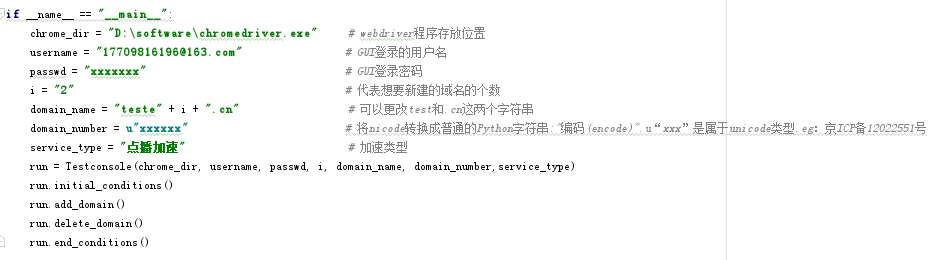 if __name__ == "__main__":
chrome_dir = "D:\software\chromedriver.exe" # webdriver程序存放位置
username = "17709816196@163.com" # GUI登录的用户名
passwd = "xxxxxxx" # GUI登录密码
i = "2" # 代表想要新建的域名的个数
domain_name = "teste" + i + ".cn" # 可以更改test和.cn这两个字符串
domain_number = u"xxxxxx" # 将nicode转换成普通的Python字符串:"编码(encode)".u“xxx”是属于unicode类型.eg: 京ICP备12022551号
service_type = "点播加速" # 加速类型
run = Testconsole(chrome_dir, username, passwd, i, domain_name, domain_number,service_type)
run.initial_conditions()
run.add_domain()
run.delete_domain()
run.end_conditions()